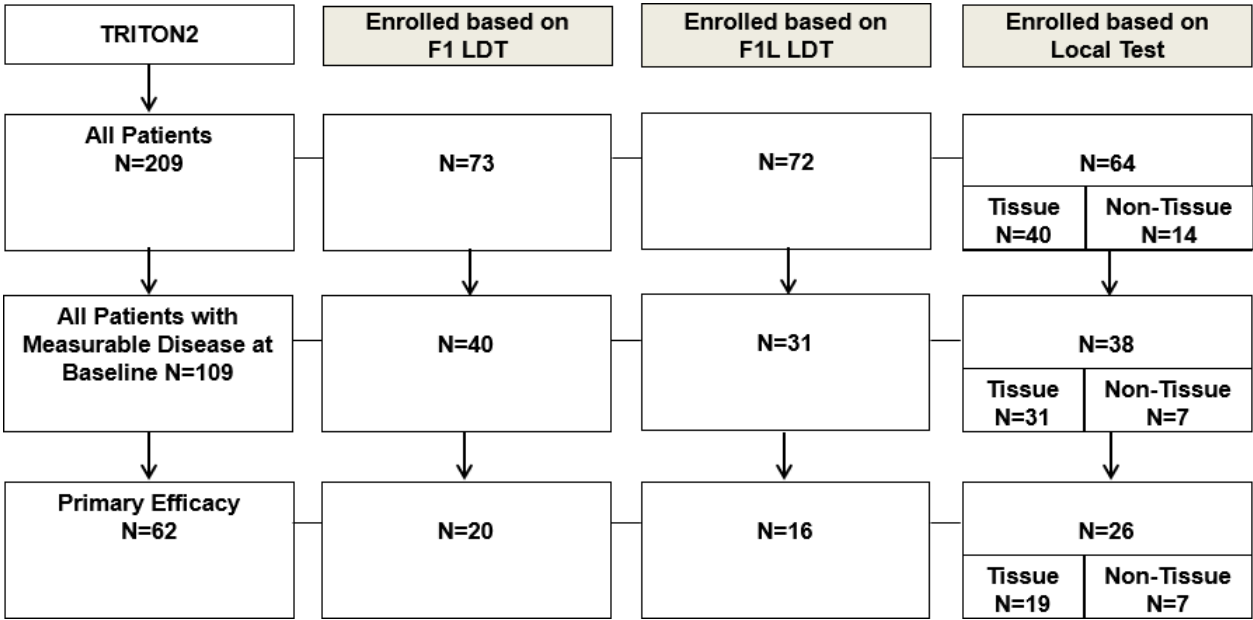 TRITON2
Enrolled based on
F1 LDT
Enrolled based on
F1L LDT
Enrolled based on
Local Test
All Patients
N=209
N=73
N=72
N=64
Tissue
N=40
Non-Tissue
N=14
All Patients with
Measurable Disease at
Baseline N=109
N=40
N=31
N=38
Tissue
N=31
Non-Tissue
N=7
Primary Efficacy
N=62
N=20
N=16
N=26
Tissue
N=19
Non-Tissue
N=7